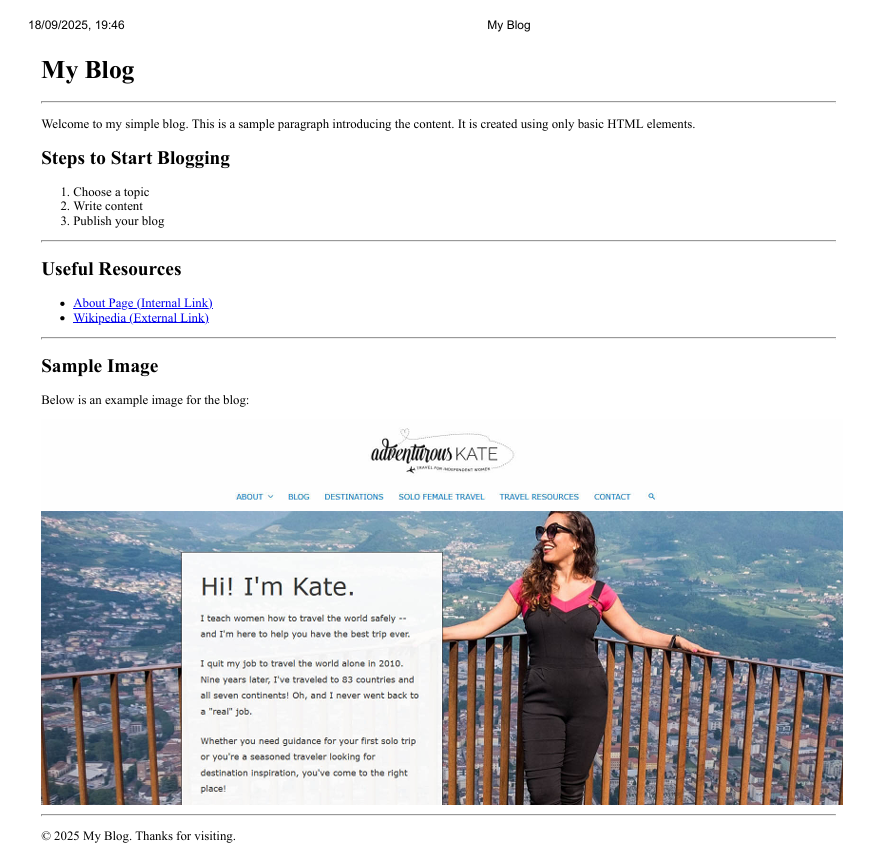 18/09/2025, 19:46 My Blog
My Blog
Welcome to my simple blog. This is a sample paragraph introducing the content. It is created using only basic HTML elements.
Steps to Start Blogging
1. Choose a topic
2. Write content
3. Publish your blog
Useful Resources
• About Page (Internal Link)
• Wikipedia (External Link)
Sample Image
Below is an example image for the blog:
adventurous KATE
TRAVEL FOR INDEPENDENT WOMEN
ABOUT BLOG DESTINATIONS SOLO FEMALE TRAVEL TRAVEL RESOURCES CONTACT
Hi! I'm Kate.
I teach women how to travel the world safely --
and I'm here to help you have the best trip ever.
I quit my job to travel the world alone in 2010.
Nine years later, I've traveled to 83 countries and
all seven continents! Oh, and I never went back to
a "real" job.
Whether you need guidance for your first solo trip
or you're a seasoned traveler looking for
destination inspiration, you've come to the right
place!
© 2025 My Blog. Thanks for visiting.